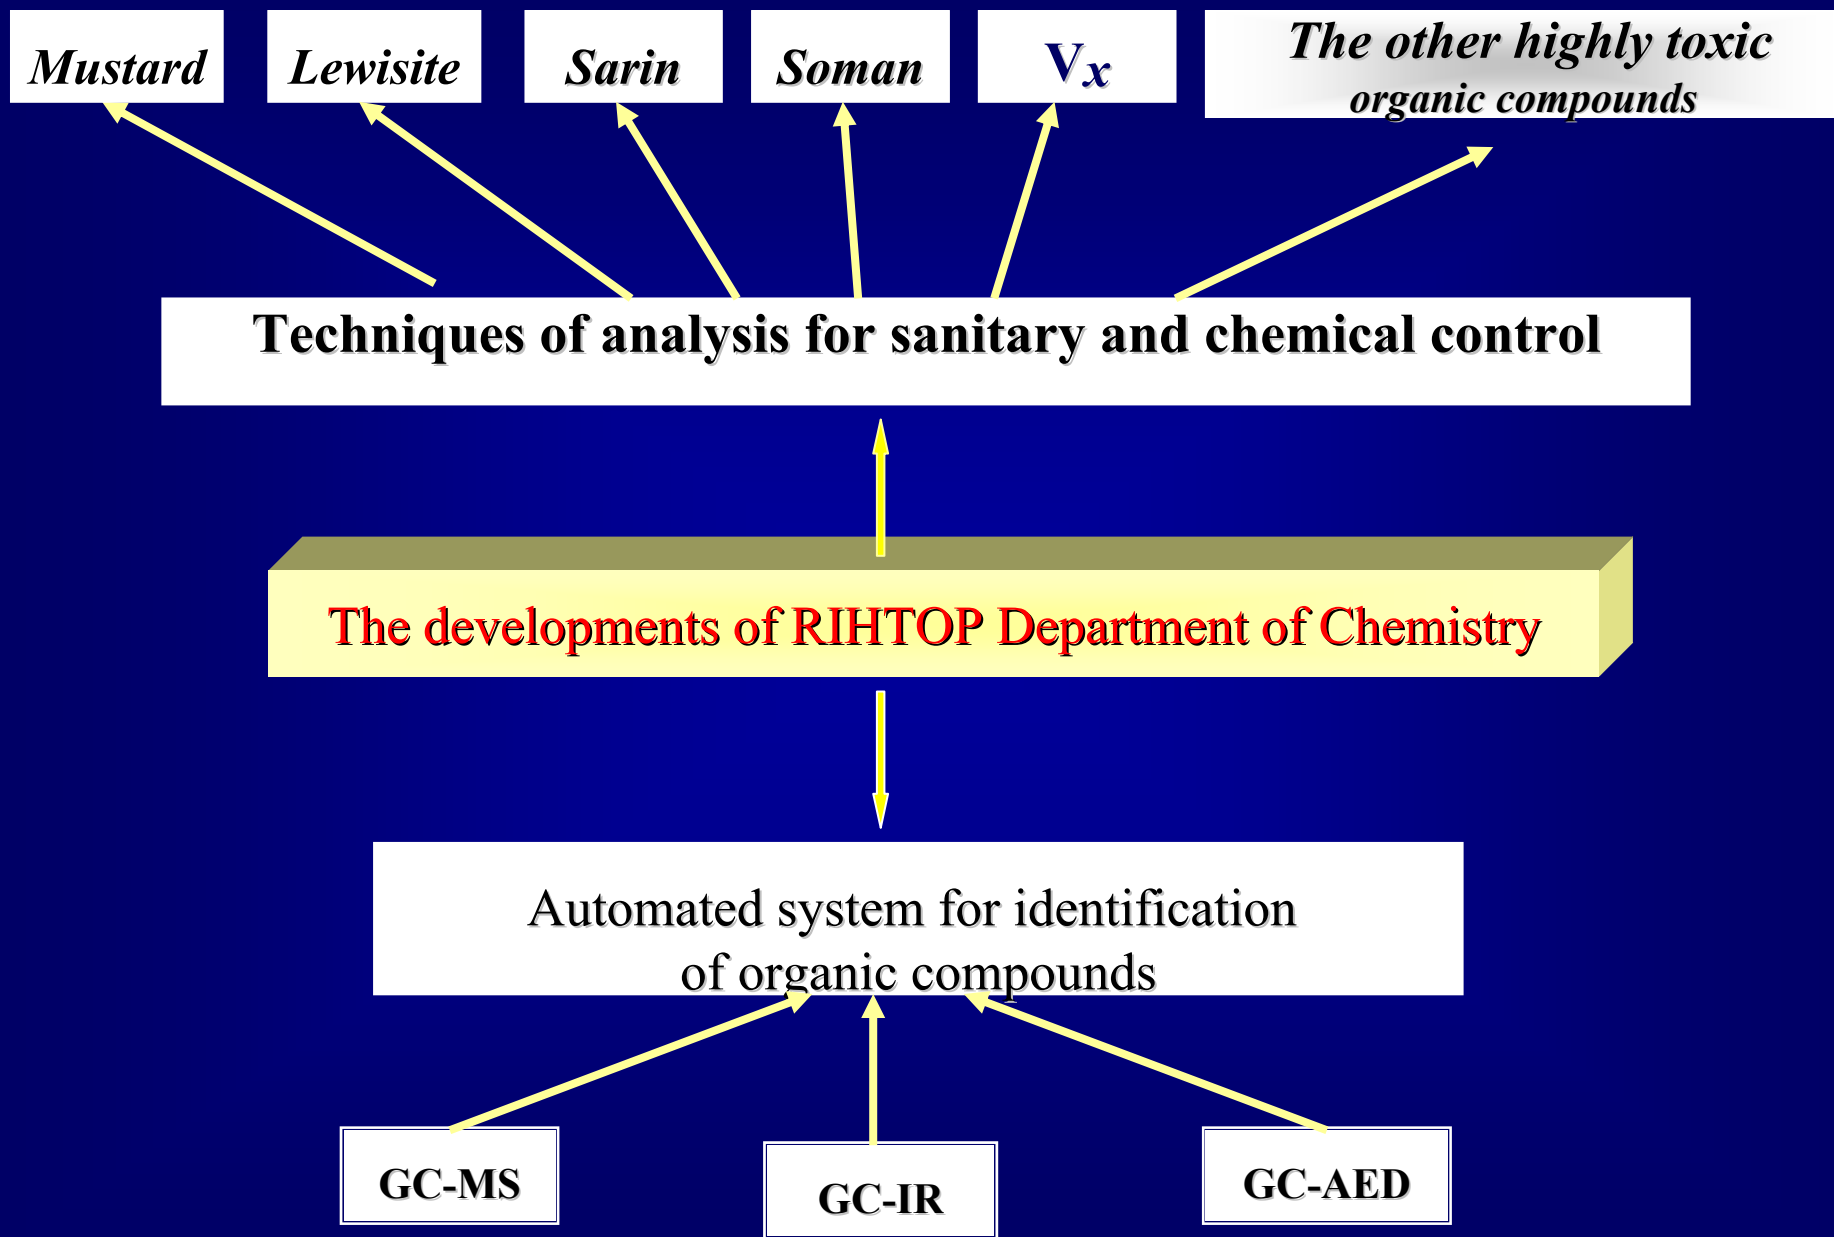 Mustard
Lewisite
Sarin
Soman
Vx
The other highly toxic
organic compounds
Techniques of analysis for sanitary and chemical control
The developments of RIHTOP Department of Chemistry
Automated system for identification
of organic compounds
GC-MS
GC-IR
GC-AED